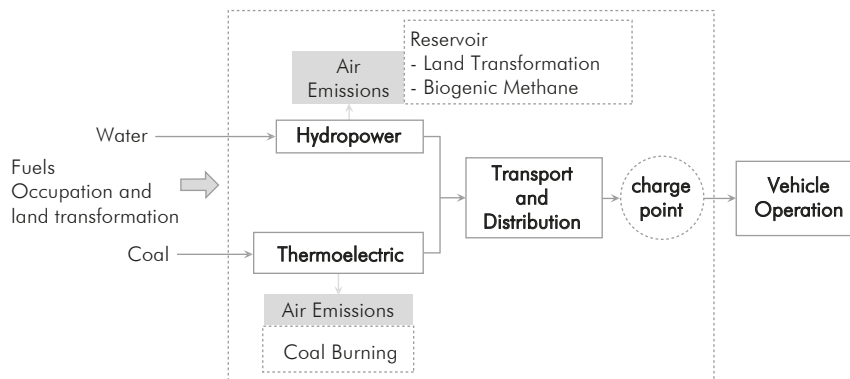 Reservoir
- Land Transformation
- Biogenic Methane
Air
Emissions
Water
Hydropower
Fuels
Occupation and
land transformation
Transport
and
Distribution
charge
point
Vehicle
Operation
Coal
Thermoelectric
Air Emissions
Coal Burning